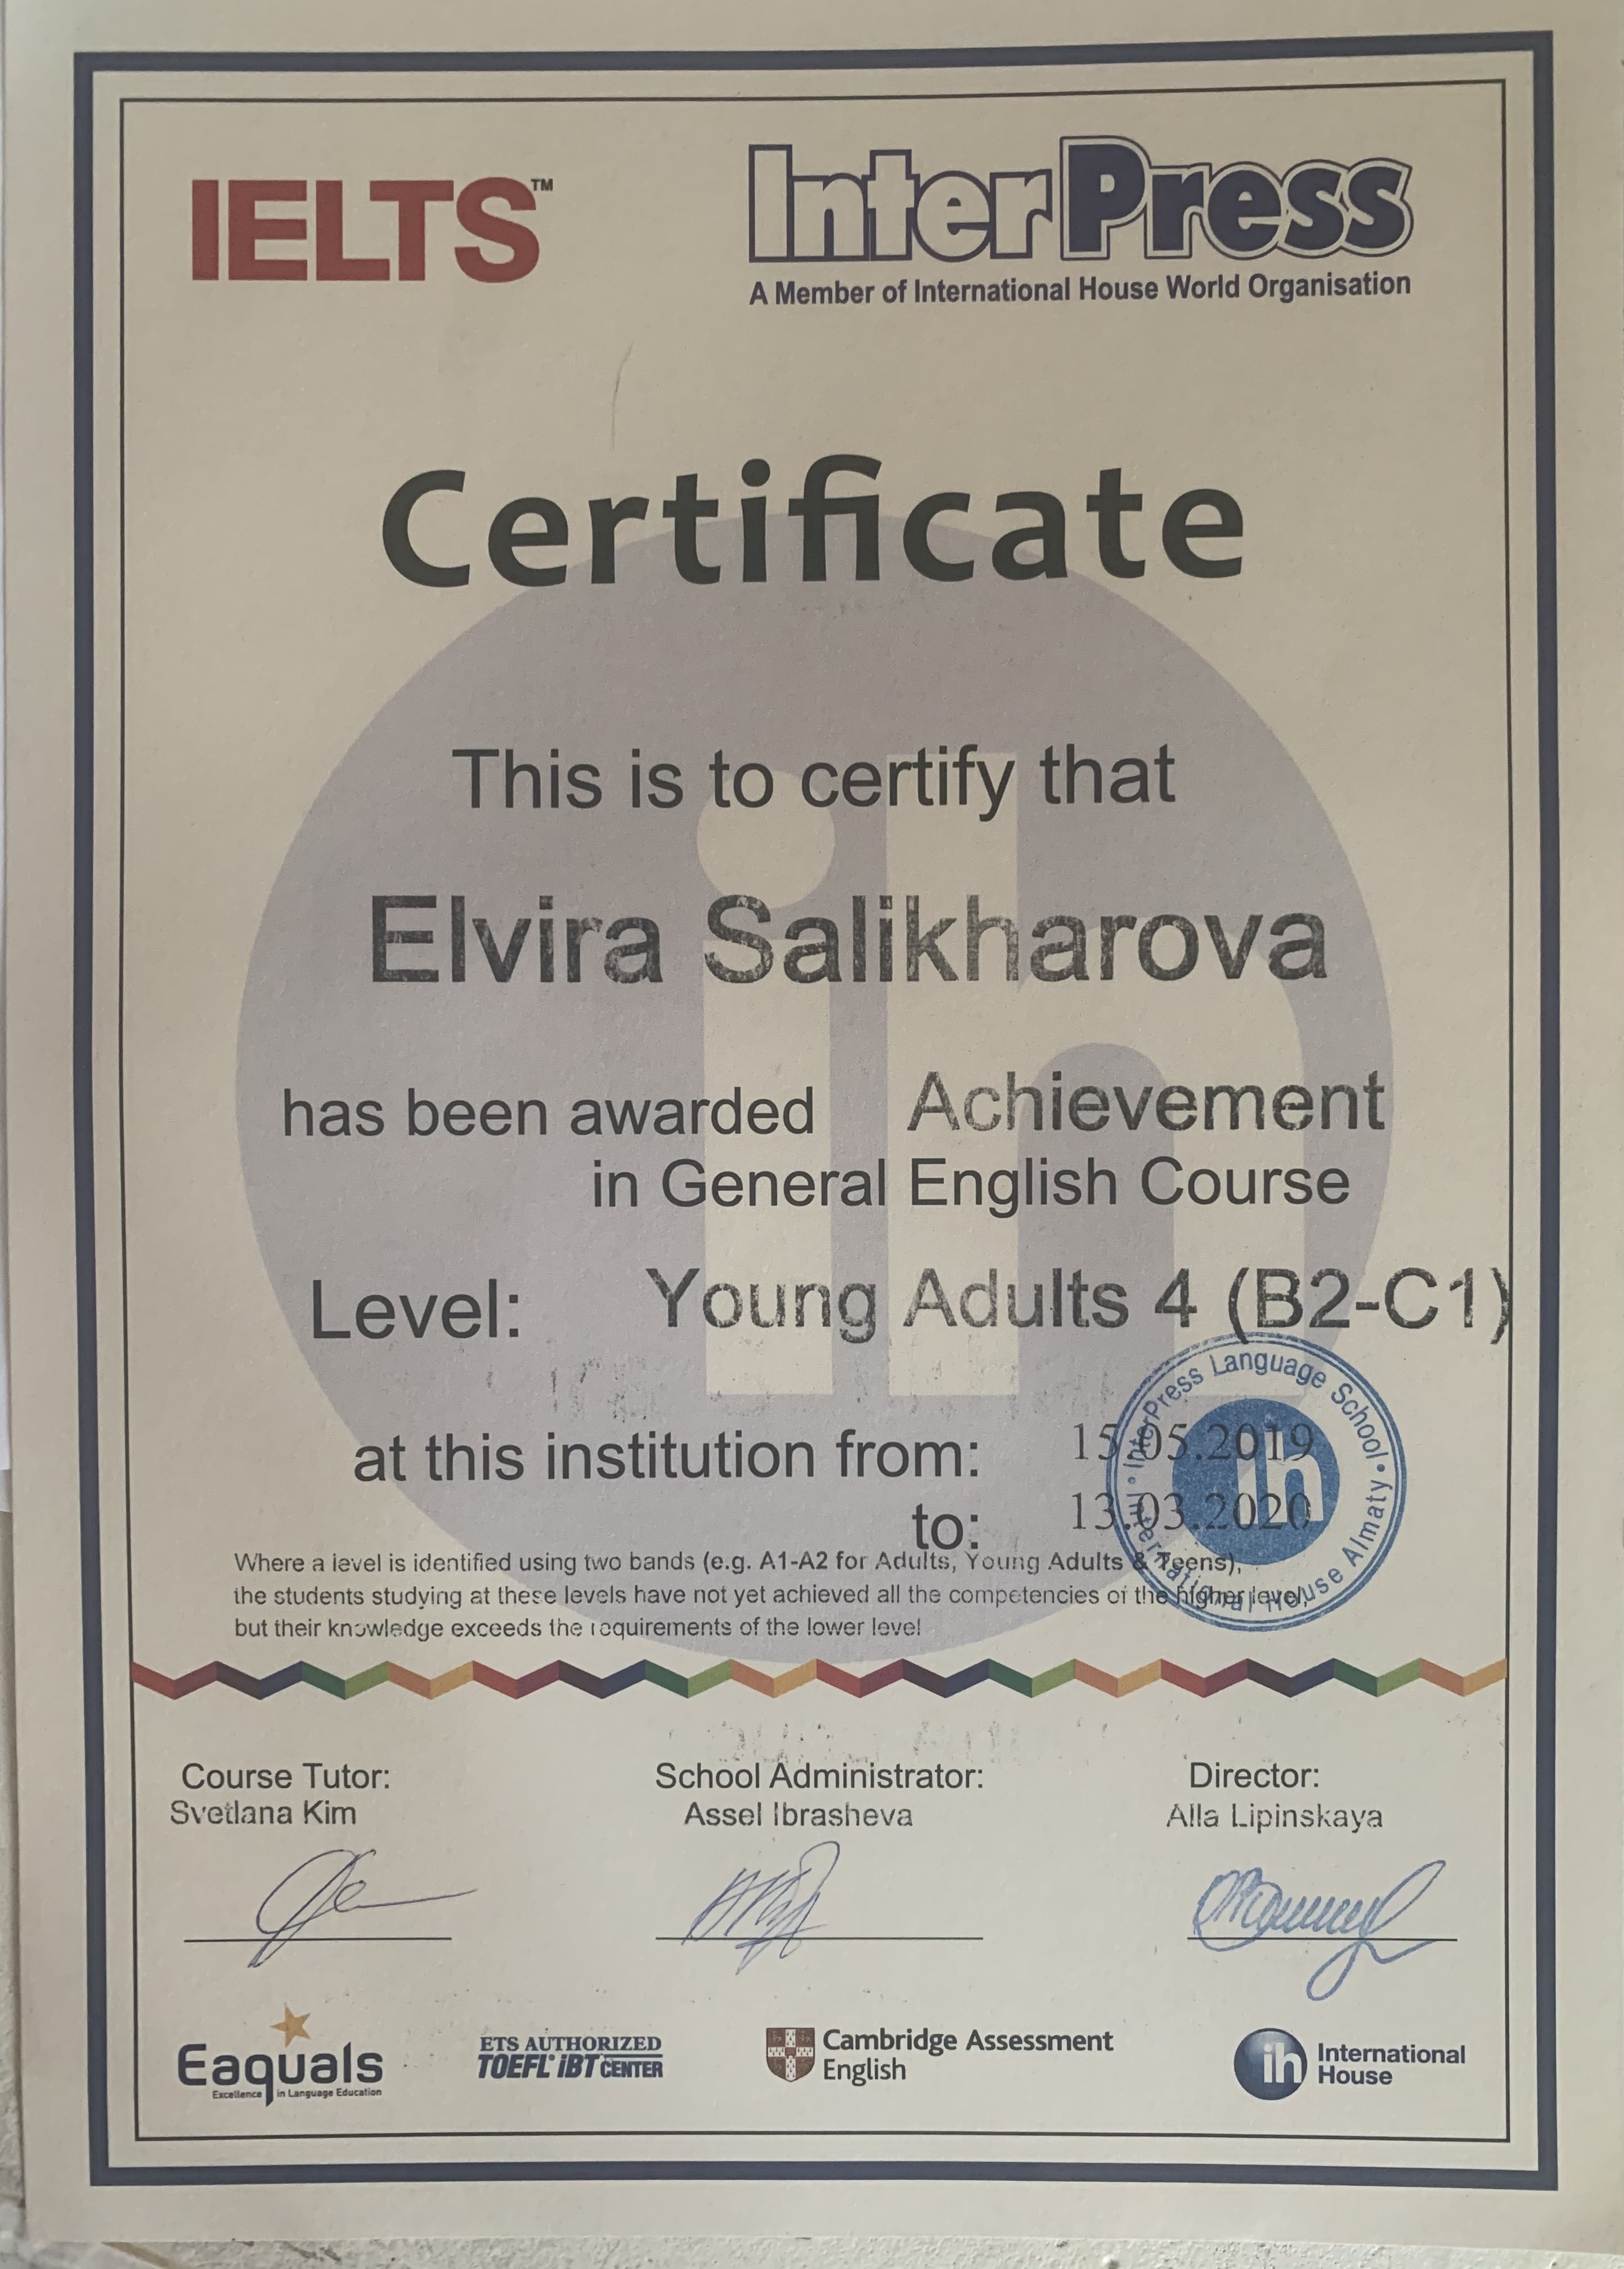 IELTS™
InterPress
A Member of International House World Organisation
Certificate
This is to certify that
Elvira Salikharova
has been awarded Achievement
in General English Course
Level: Young Adults 4 (B2-C1)
at this institution from: 15.05.2019
to: 13.03.2020
InterPress Language School • International House Almaty •
ih
Where a level is identified using two bands (e.g. A1-A2 for Adults, Young Adults & Teens),
the students studying at these levels have not yet achieved all the competencies of the higher level,
but their knowledge exceeds the requirements of the lower level
Course Tutor: School Administrator: Director:
Svetlana Kim Assel Ibrasheva Alla Lipinskaya
Eaquals
Excellence in Language Education
ETS AUTHORIZED
TOEFL iBT CENTER
Cambridge Assessment
English
ih International
House